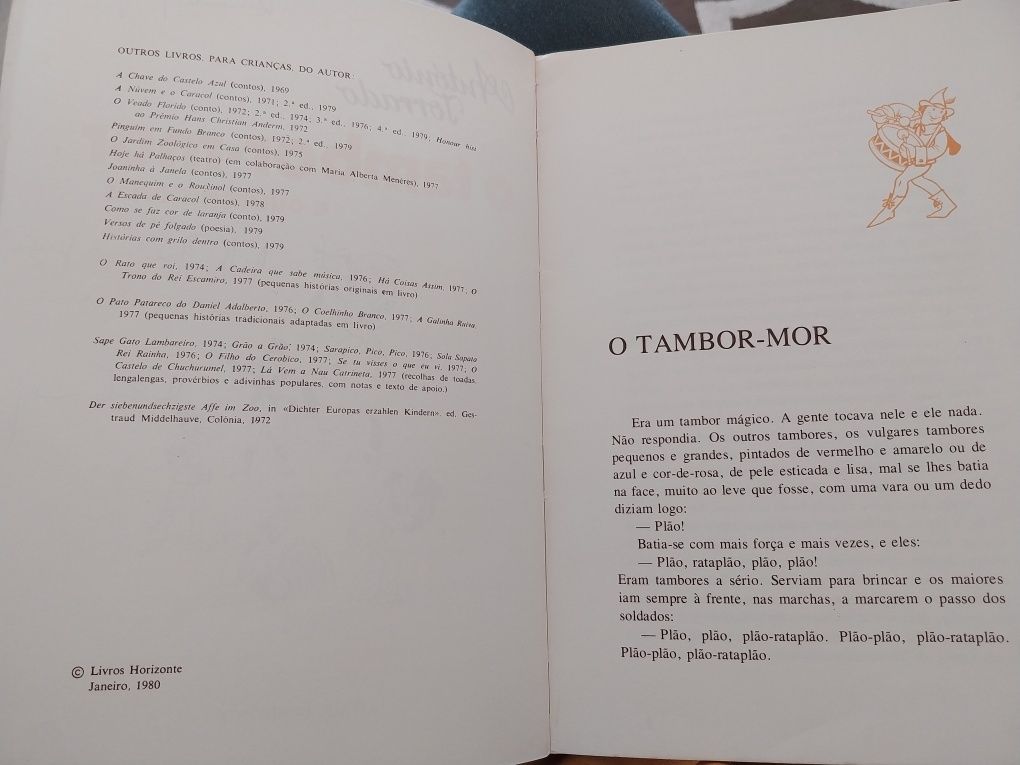 OUTROS LIVROS, PARA CRIANÇAS, DO AUTOR:
A Chave do Castelo Azul (contos), 1969
A Nuvem e o Caracol (contos), 1971; 2.ª ed., 1979
O Veado Florido (conto), 1972; 2.ª ed., 1974; 3.ª ed., 1976; 4.ª ed., 1979; Honour hist
ao Prémio Hans Christian Anderm, 1972
Pinguim em Fundo Branco (contos), 1972; 2.ª ed., 1979
O Jardim Zoológico em Casa (contos), 1975
Hoje há Palhaços (teatro) (em colaboração com Maria Alberta Menéres), 1977
Joaninha à Janela (contos), 1977
O Manequim e o Rouxinol (contos), 1977
A Escada de Caracol (contos), 1978
Como se faz cor de laranja (conto), 1979
Versos de pé folgado (poesia), 1979
Histórias com grilo dentro (contos), 1979
O Rato que roi, 1974; A Cadeira que sabe música, 1976; Há Coisas Assim, 1977; O
Trono do Rei Escamiro, 1977 (pequenas histórias originais em livro)
O Pato Patareco do Daniel Adalberto, 1976; O Coelhinho Branco, 1977; A Galinha Ruiva,
1977 (pequenas histórias tradicionais adaptadas em livro)
Sape Gato Lambareiro, 1974; Grão a Grão, 1974; Sarapico, Pico, Pico, 1976; Sola Sapato
Rei Rainha, 1976; O Filho do Cerobico, 1977; Se tu visses o que eu vi, 1977; O
Castelo de Chuchurumel, 1977; Lá Vem a Nau Catrineta, 1977 (recolhas de toadas,
lengalengas, provérbios e adivinhas populares, com notas e texto de apoio.)
Der siebenundsechzigste Affe im Zoo, in «Dichter Europas erzahlen Kindern». ed. Ges-
traud Middelhauve, Colónia, 1972
© Livros Horizonte
Janeiro, 1980
O TAMBOR-MOR
Era um tambor mágico. A gente tocava nele e ele nada.
Não respondia. Os outros tambores, os vulgares tambores
pequenos e grandes, pintados de vermelho e amarelo ou de
azul e cor-de-rosa, de pele esticada e lisa, mal se lhes batia
na face, muito ao leve que fosse, com uma vara ou um dedo
diziam logo:
— Plão!
Batia-se com mais força e mais vezes, e eles:
— Plão, rataplão, plão, plão!
Eram tambores a sério. Serviam para brincar e os maiores
iam sempre à frente, nas marchas, a marcarem o passo dos
soldados:
— Plão, plão, plão-rataplão. Plão-plão, plão-rataplão.
Plão-plão, plão-rataplão.